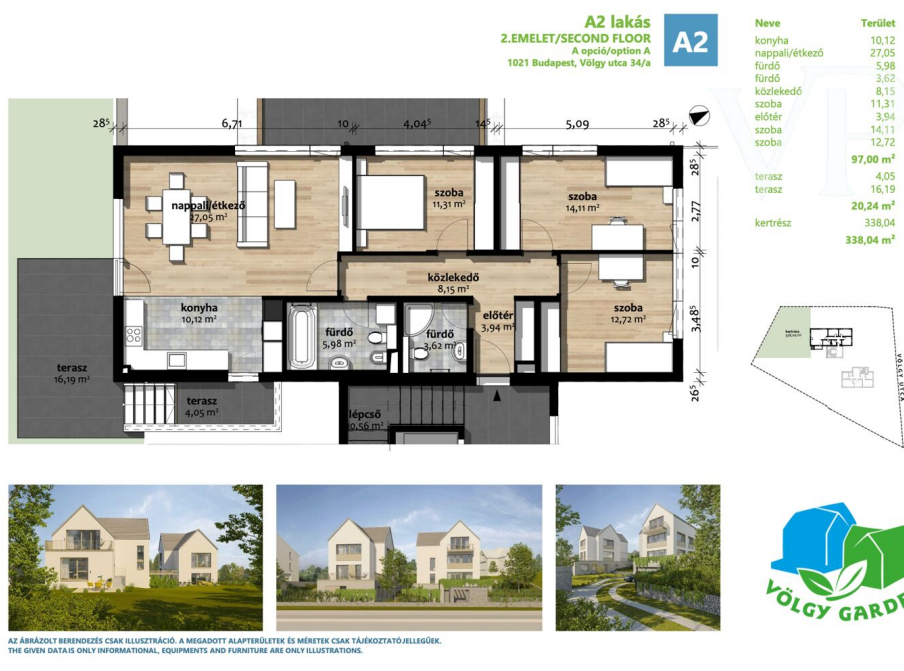 A2 lakás
2.EMELET/SECOND FLOOR
A opció/option A
1021 Budapest, Völgy utca 34/a
A2
Neve Terület
konyha 10,12
nappali/étkező 27,05
fürdő 5,98
fürdő 3,62
közlekedő 8,15
szoba 11,31
előtér 3,94
szoba 14,11
szoba 12,72
97,00 m²
terasz 4,05
terasz 16,19
20,24 m²
kertrész 338,04
338,04 m²
28⁵ 6,71 10 4,04⁵ 14⁵ 5,09 28⁵
28⁵
2,77
10
3,48⁵
26⁵
nappali/étkező
27,05 m²
szoba
11,31 m²
szoba
14,11 m²
közlekedő
8,15 m²
konyha
10,12 m²
fürdő
5,98 m²
fürdő
3,62 m²
előtér
3,94 m²
szoba
12,72 m²
terasz
16,19 m²
terasz
4,05 m²
lépcső
0,56 m²
kertrész
VÖLGY UTCA
VP
VÖLGY GARDE
AZ ÁBRÁZOLT BERENDEZÉS CSAK ILLUSZTRÁCIÓ. A MEGADOTT ALAPTERÜLETEK ÉS MÉRETEK CSAK TÁJÉKOZTATÓ JELLEGŰEK.
THE GIVEN DATA IS ONLY INFORMATIONAL, EQUIPMENTS AND FURNITURE ARE ONLY ILLUSTRATIONS.